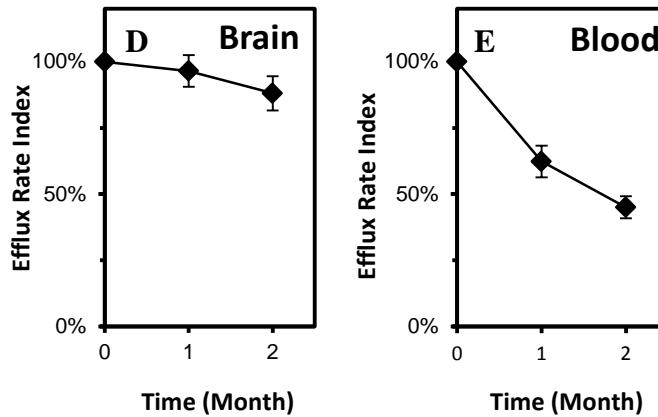 D Brain
100%
50%
0%
Efflux Rate Index
0 1 2
Time (Month)
E Blood
100%
50%
0%
Efflux Rate Index
0 1 2
Time (Month)